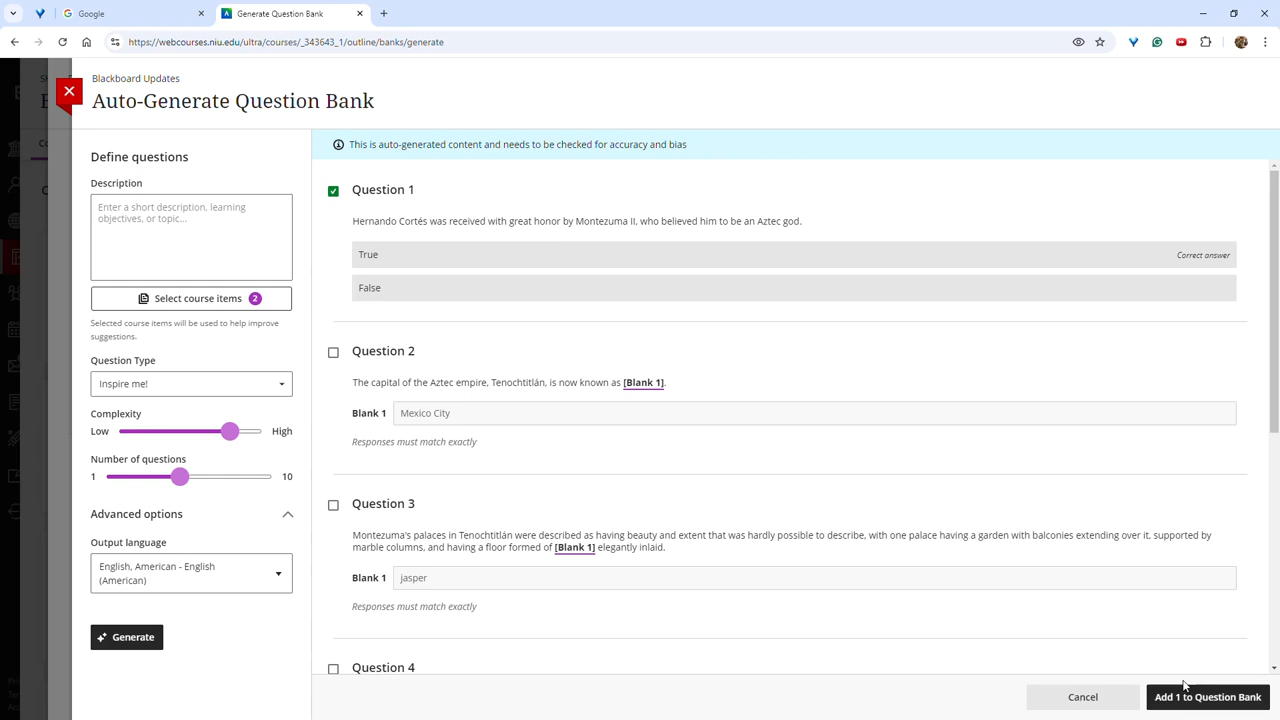 Google
Generate Question Bank
https://webcourses.niu.edu/ultra/courses/_343643_1/outline/banks/generate
Blackboard Updates
Auto-Generate Question Bank
Define questions
Description
Enter a short description, learning
objectives, or topic...
Select course items 2
Selected course items will be used to help improve
suggestions.
Question Type
Inspire me!
Complexity
Low High
Number of questions
1 10
Advanced options
Output language
English, American - English
(American)
Generate
This is auto-generated content and needs to be checked for accuracy and bias
Question 1
Hernando Cortés was received with great honor by Montezuma II, who believed him to be an Aztec god.
True Correct answer
False
Question 2
The capital of the Aztec empire, Tenochtitlán, is now known as [Blank 1].
Blank 1 Mexico City
Responses must match exactly
Question 3
Montezuma's palaces in Tenochtitlán were described as having beauty and extent that was hardly possible to describe, with one palace having a garden with balconies extending over it, supported by
marble columns, and having a floor formed of [Blank 1] elegantly inlaid.
Blank 1 jasper
Responses must match exactly
Question 4
Cancel
Add 1 to Question Bank